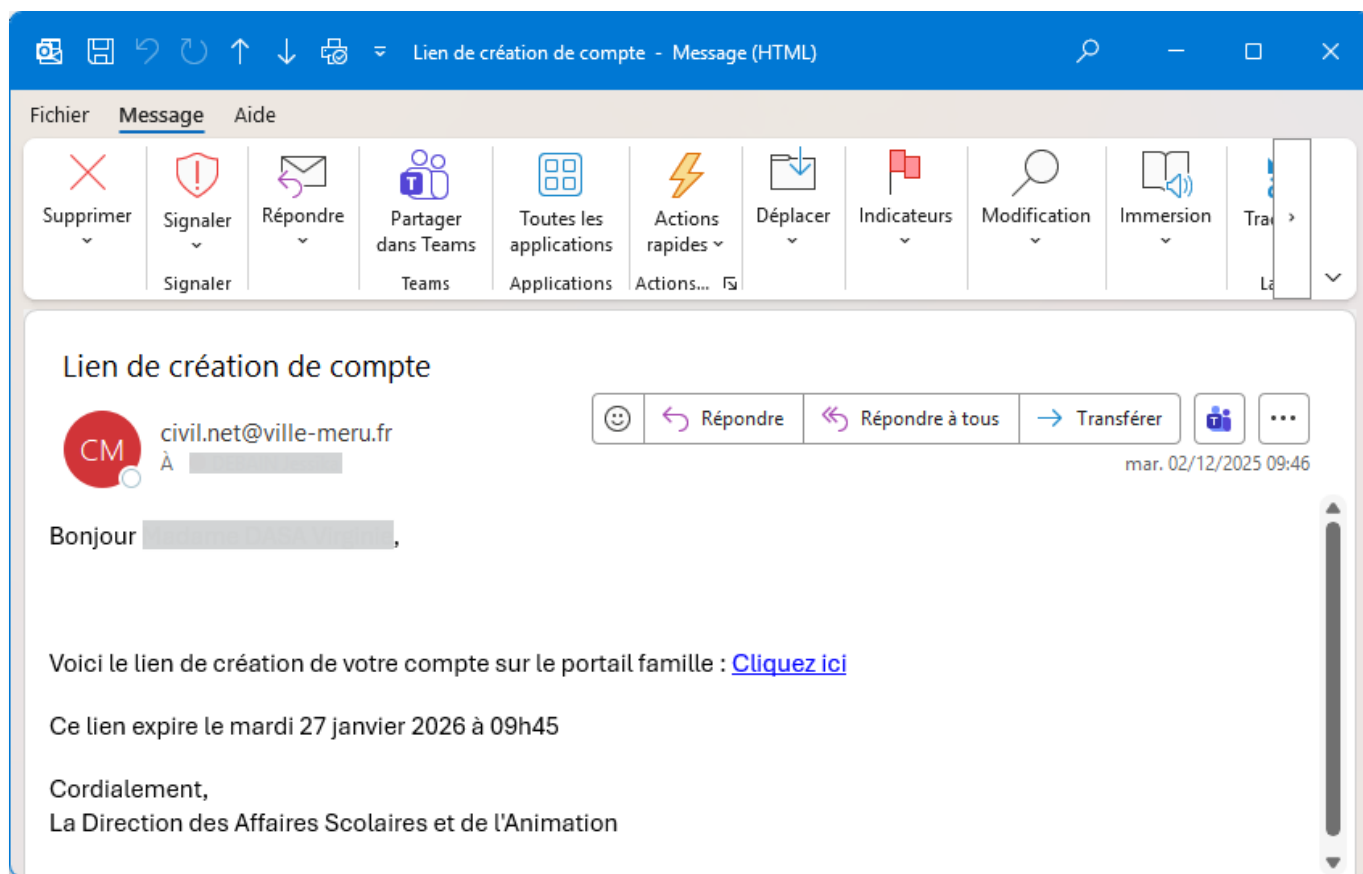 Lien de création de compte - Message (HTML)
Fichier Message Aide
Supprimer
Signaler
Répondre
Partager
dans Teams
Toutes les
applications
Actions
rapides
Déplacer
Indicateurs
Modification
Immersion
Signaler
Teams
Applications
Actions...
Lien de création de compte
CM
civil.net@ville-meru.fr
À
Répondre
Répondre à tous
Transférer
mar. 02/12/2025 09:46
Bonjour ,
Voici le lien de création de votre compte sur le portail famille : Cliquez ici
Ce lien expire le mardi 27 janvier 2026 à 09h45
Cordialement,
La Direction des Affaires Scolaires et de l'Animation